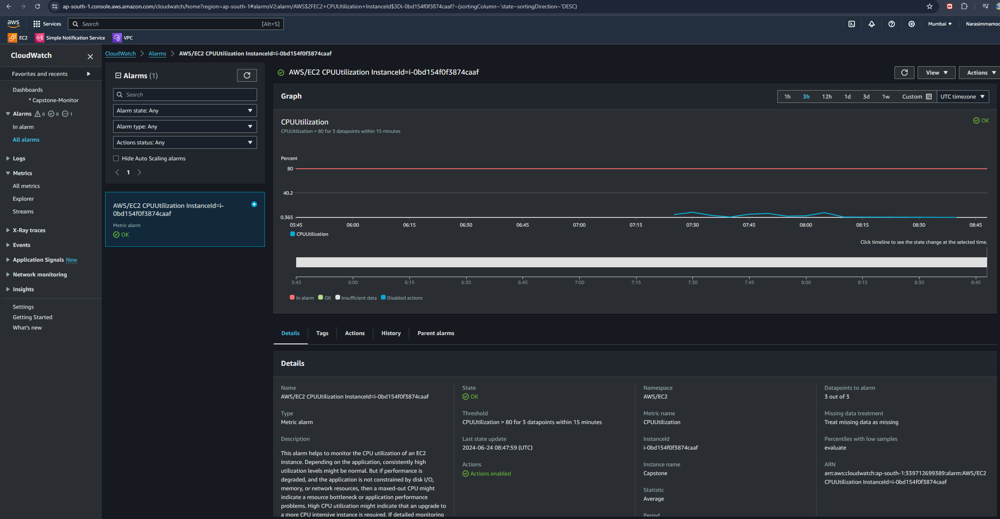 ap-south-1.console.aws.amazon.com/cloudwatch/home?region=ap-south-1#alarmsV2:alarm/AWS$2FEC2+CPUUtilization+InstanceId$3Di-0bd154f0f3874caaf?~(sortingColumn~'state~sortingDirection~'DESC)
aws
Services
Search
[Alt+S]
Mumbai
Narasimmamoo
EC2
Simple Notification Service
VPC
CloudWatch
Favorites and recents
Dashboards
* Capstone-Monitor
Alarms 0 0 1
In alarm
All alarms
Logs
Metrics
All metrics
Explorer
Streams
X-Ray traces
Events
Application Signals New
Network monitoring
Insights
Settings
Getting Started
What's new
CloudWatch
Alarms
AWS/EC2 CPUUtilization InstanceId=i-0bd154f0f3874caaf
Alarms (1)
Search
Alarm state: Any
Alarm type: Any
Actions status: Any
Hide Auto Scaling alarms
1
AWS/EC2 CPUUtilization InstanceId=i-
0bd154f0f3874caaf
Metric alarm
OK
AWS/EC2 CPUUtilization InstanceId=i-0bd154f0f3874caaf
View
Actions
Graph
1h
3h
12h
1d
3d
1w
Custom
UTC timezone
CPUUtilization
OK
CPUUtilization > 80 for 3 datapoints within 15 minutes
Percent
80
40.2
0.365
05:45 06:00 06:15 06:30 06:45 07:00 07:15 07:30 07:45 08:00 08:15 08:30 08:45
CPUUtilization
Click timeline to see the state change at the selected time.
5:45 6:00 6:15 6:30 6:45 7:00 7:15 7:30 7:45 8:00 8:15 8:30 8:45
In alarm OK Insufficient data Disabled actions
Details
Tags
Actions
History
Parent alarms
Details
Name
AWS/EC2 CPUUtilization InstanceId=i-0bd154f0f3874caaf
Type
Metric alarm
Description
This alarm helps to monitor the CPU utilization of an EC2
instance. Depending on the application, consistently high
utilization levels might be normal. But if performance is
degraded, and the application is not constrained by disk I/O,
memory, or network resources, then a maxed-out CPU might
indicate a resource bottleneck or application performance
problems. High CPU utilization might indicate that an upgrade to
a more CPU intensive instance is required. If detailed monitoring
State
OK
Threshold
CPUUtilization > 80 for 3 datapoints within 15 minutes
Last state update
2024-06-24 08:47:59 (UTC)
Actions
Actions enabled
Namespace
AWS/EC2
Metric name
CPUUtilization
InstanceId
i-0bd154f0f3874caaf
Instance name
Capstone
Statistic
Average
Period
Datapoints to alarm
3 out of 3
Missing data treatment
Treat missing data as missing
Percentiles with low samples
evaluate
ARN
arn:aws:cloudwatch:ap-south-1:339712699389:alarm:AWS/EC2
CPUUtilization InstanceId=i-0bd154f0f3874caaf